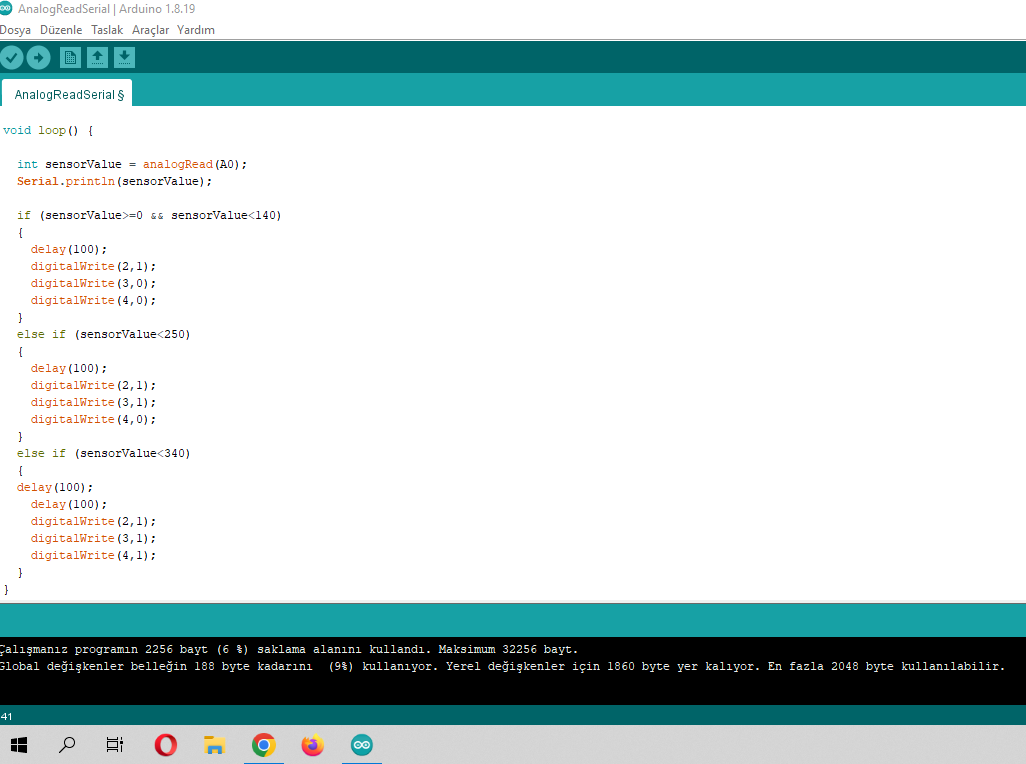 AnalogReadSerial | Arduino 1.8.19
Dosya Düzenle Taslak Araçlar Yardım
AnalogReadSerial §
void loop() {
int sensorValue = analogRead(A0);
Serial.println(sensorValue);
if (sensorValue>=0 && sensorValue<140)
{
delay(100);
digitalWrite(2,1);
digitalWrite(3,0);
digitalWrite(4,0);
}
else if (sensorValue<250)
{
delay(100);
digitalWrite(2,1);
digitalWrite(3,1);
digitalWrite(4,0);
}
else if (sensorValue<340)
{
delay(100);
delay(100);
digitalWrite(2,1);
digitalWrite(3,1);
digitalWrite(4,1);
}
}
Çalışmanız programın 2256 bayt (6 %) saklama alanını kullandı. Maksimum 32256 bayt.
Global değişkenler belleğin 188 byte kadarını  (9%) kullanıyor. Yerel değişkenler için 1860 byte yer kalıyor. En fazla 2048 byte kullanılabilir.
41